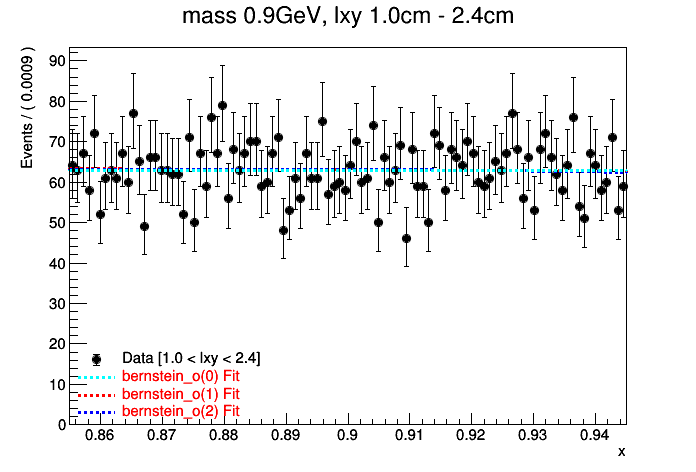 mass 0.9GeV, lxy 1.0cm - 2.4cm
Events / ( 0.0009 )
90
80
70
60
50
40
30
20
10
0
Data [1.0 < lxy < 2.4]
bernstein_o(0) Fit
bernstein_o(1) Fit
bernstein_o(2) Fit
0.86 0.87 0.88 0.89 0.9 0.91 0.92 0.93 0.94
x